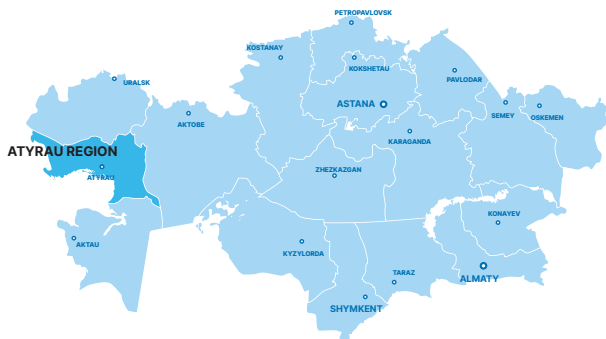 PETROPAVLOVSK
KOSTANAY
KOKSHETAU
PAVLODAR
URALSK
ASTANA
SEMEY
OSKEMEN
AKTOBE
KARAGANDA
ATYRAU REGION
ZHEZKAZGAN
ATYRAU
KONAYEV
AKTAU
KYZYLORDA
TARAZ
ALMATY
SHYMKENT